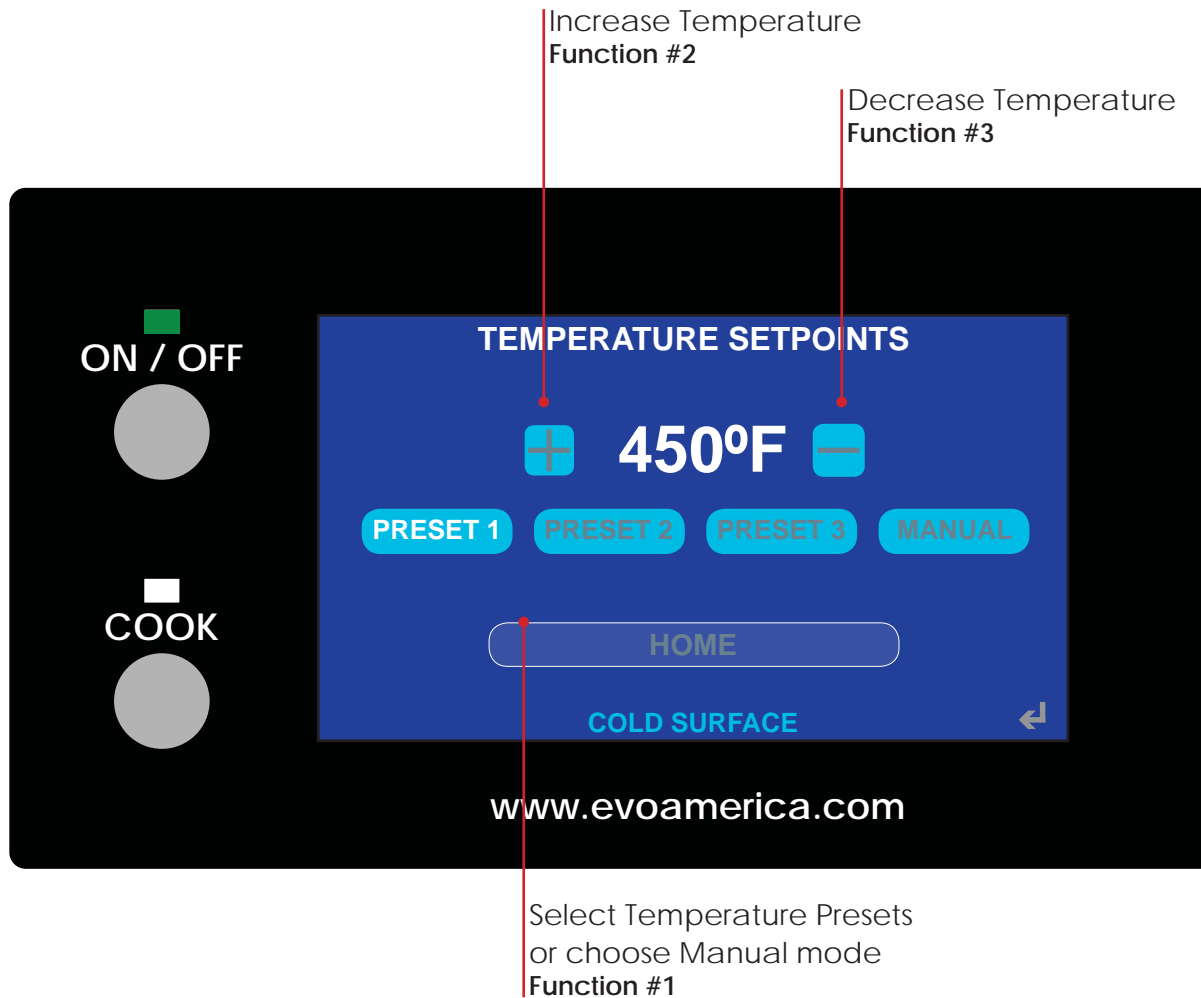 Increase Temperature
Function #2
Decrease Temperature
Function #3
ON / OFF
TEMPERATURE SETPOINTS
+ 450ºF −
PRESET 1 PRESET 2 PRESET 3 MANUAL
COOK
HOME
COLD SURFACE
www.evoamerica.com
Select Temperature Presets
or choose Manual mode
Function #1